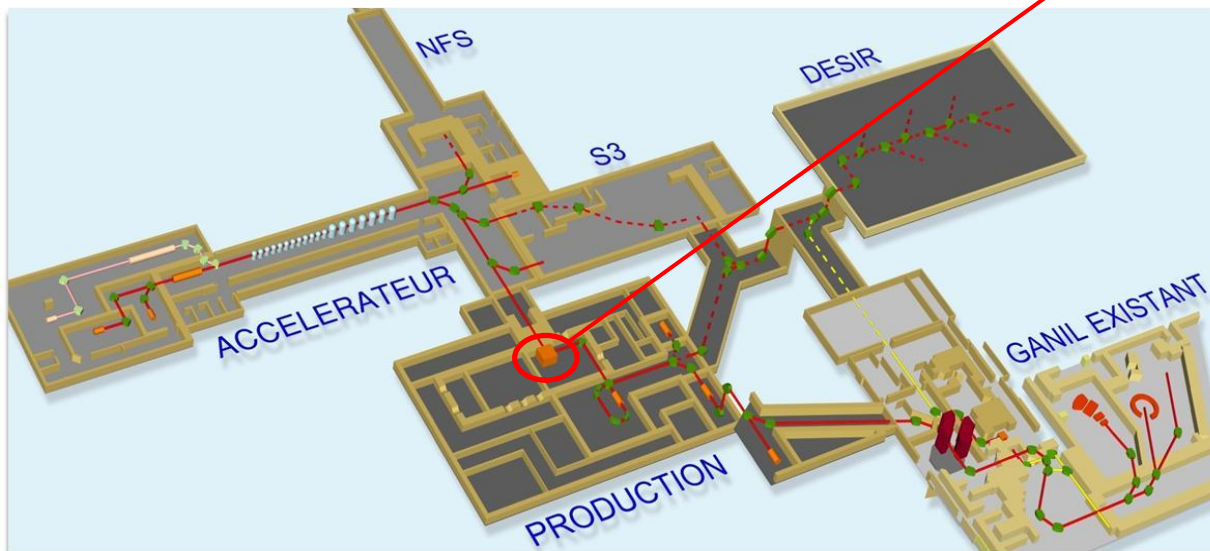 NFS
DESIR
S3
ACCELERATEUR
GANIL EXISTANT
PRODUCTION